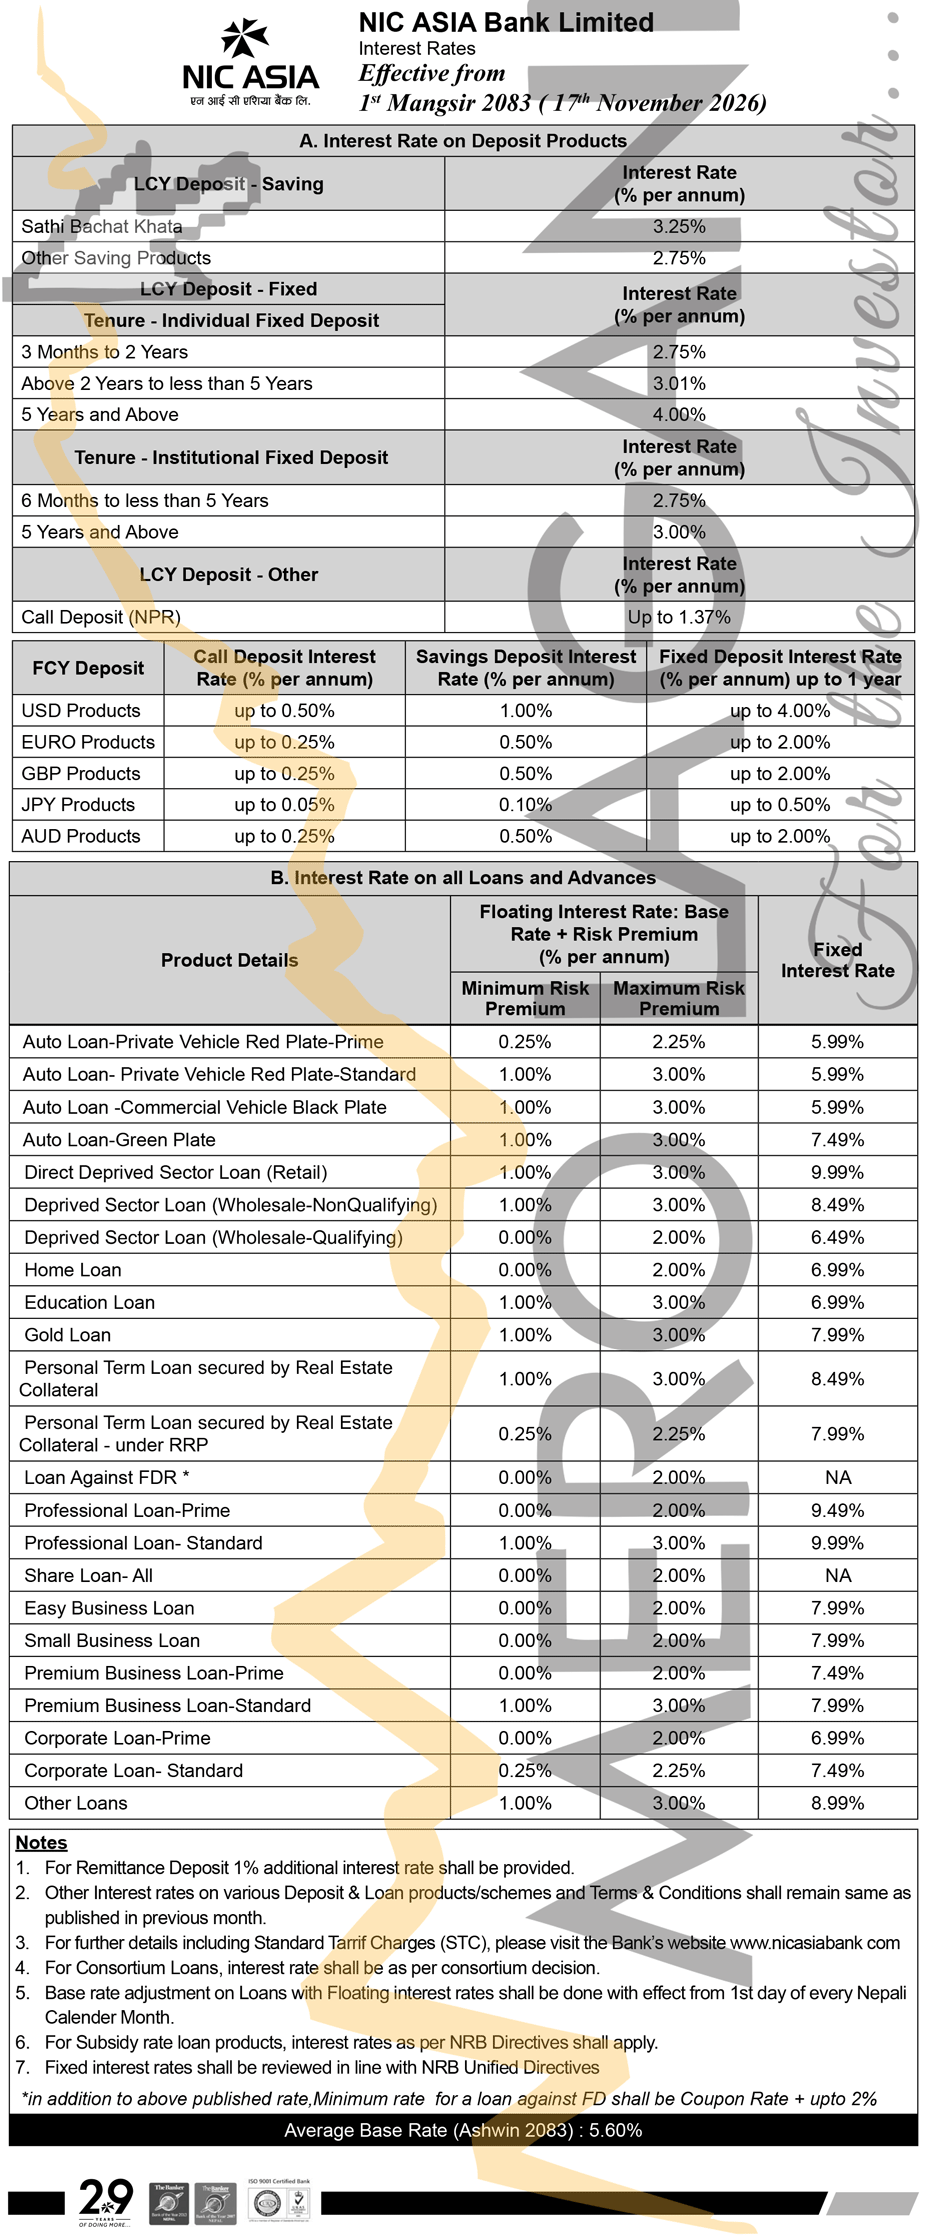 NIC ASIA Bank Limited
Interest Rates
Effective from
1st Mangsir 2083 ( 17th November 2026)
NIC ASIA
एन आई सी एशिया बैंक लि.
A. Interest Rate on Deposit Products
LCY Deposit - Saving Interest Rate (% per annum)
Sathi Bachat Khata 3.25%
Other Saving Products 2.75%
LCY Deposit - Fixed Interest Rate (% per annum)
Tenure - Individual Fixed Deposit
3 Months to 2 Years 2.75%
Above 2 Years to less than 5 Years 3.01%
5 Years and Above 4.00%
Tenure - Institutional Fixed Deposit Interest Rate (% per annum)
6 Months to less than 5 Years 2.75%
5 Years and Above 3.00%
LCY Deposit - Other Interest Rate (% per annum)
Call Deposit (NPR) Up to 1.37%
FCY Deposit Call Deposit Interest Rate (% per annum) Savings Deposit Interest Rate (% per annum) Fixed Deposit Interest Rate (% per annum) up to 1 year
USD Products up to 0.50% 1.00% up to 4.00%
EURO Products up to 0.25% 0.50% up to 2.00%
GBP Products up to 0.25% 0.50% up to 2.00%
JPY Products up to 0.05% 0.10% up to 0.50%
AUD Products up to 0.25% 0.50% up to 2.00%
B. Interest Rate on all Loans and Advances
Product Details Floating Interest Rate: Base Rate + Risk Premium (% per annum) Fixed Interest Rate
Minimum Risk Premium Maximum Risk Premium
Auto Loan-Private Vehicle Red Plate-Prime 0.25% 2.25% 5.99%
Auto Loan- Private Vehicle Red Plate-Standard 1.00% 3.00% 5.99%
Auto Loan -Commercial Vehicle Black Plate 1.00% 3.00% 5.99%
Auto Loan-Green Plate 1.00% 3.00% 7.49%
Direct Deprived Sector Loan (Retail) 1.00% 3.00% 9.99%
Deprived Sector Loan (Wholesale-NonQualifying) 1.00% 3.00% 8.49%
Deprived Sector Loan (Wholesale-Qualifying) 0.00% 2.00% 6.49%
Home Loan 0.00% 2.00% 6.99%
Education Loan 1.00% 3.00% 6.99%
Gold Loan 1.00% 3.00% 7.99%
Personal Term Loan secured by Real Estate Collateral 1.00% 3.00% 8.49%
Personal Term Loan secured by Real Estate Collateral - under RRP 0.25% 2.25% 7.99%
Loan Against FDR * 0.00% 2.00% NA
Professional Loan-Prime 0.00% 2.00% 9.49%
Professional Loan- Standard 1.00% 3.00% 9.99%
Share Loan- All 0.00% 2.00% NA
Easy Business Loan 0.00% 2.00% 7.99%
Small Business Loan 0.00% 2.00% 7.99%
Premium Business Loan-Prime 0.00% 2.00% 7.49%
Premium Business Loan-Standard 1.00% 3.00% 7.99%
Corporate Loan-Prime 0.00% 2.00% 6.99%
Corporate Loan- Standard 0.25% 2.25% 7.49%
Other Loans 1.00% 3.00% 8.99%
Notes
1. For Remittance Deposit 1% additional interest rate shall be provided.
2. Other Interest rates on various Deposit & Loan products/schemes and Terms & Conditions shall remain same as
published in previous month.
3. For further details including Standard Tarrif Charges (STC), please visit the Bank's website www.nicasiabank com
4. For Consortium Loans, interest rate shall be as per consortium decision.
5. Base rate adjustment on Loans with Floating interest rates shall be done with effect from 1st day of every Nepali
Calender Month.
6. For Subsidy rate loan products, interest rates as per NRB Directives shall apply.
7. Fixed interest rates shall be reviewed in line with NRB Unified Directives
*in addition to above published rate,Minimum rate for a loan against FD shall be Coupon Rate + upto 2%
Average Base Rate (Ashwin 2083) : 5.60%
29
YEARS
OF DOING MORE...
The Banker
NEPAL
The Banker
NEPAL
ISO 9001 Certified Bank
MERO LAGANI
For the Investor...